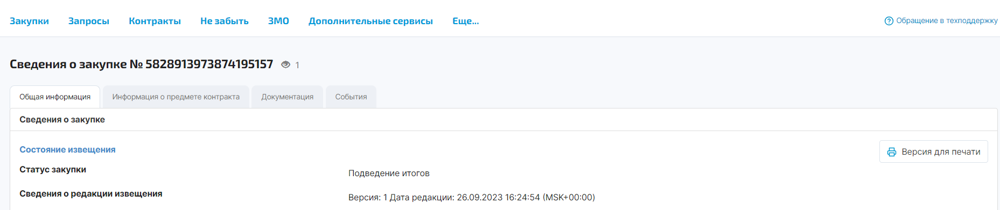 Закупки Запросы Контракты Не забыть ЗМО Дополнительные сервисы Еще... Обращение в техподдержку
Сведения о закупке № 5828913973874195157 1
Общая информация Информация о предмете контракта Документация События
Сведения о закупке
Состояние извещения Версия для печати
Статус закупки Подведение итогов
Сведения о редакции извещения Версия: 1 Дата редакции: 26.09.2023 16:24:54 (MSK+00:00)